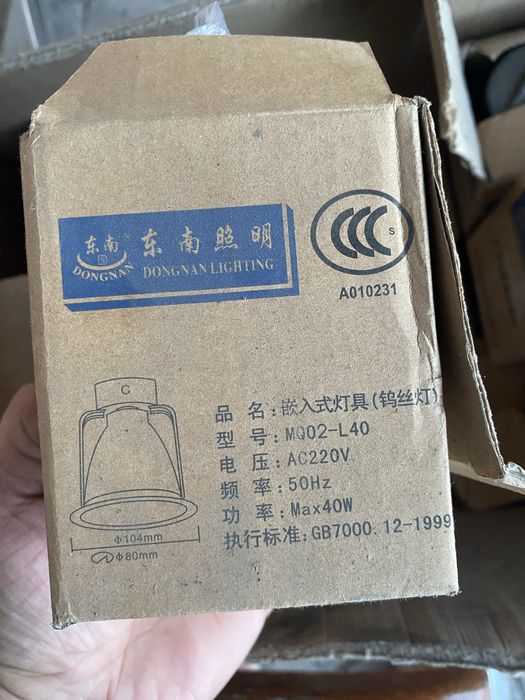 东南
DONGNAN
东南照明
DONGNAN LIGHTING
CCC
S
A010231
G
Φ104mm
Φ80mm
品 名:嵌入式灯具(钨丝灯)
型 号:MQ02-L40
电 压:AC220V
频 率:50Hz
功 率:Max40W
执行标准:GB7000.12-1999